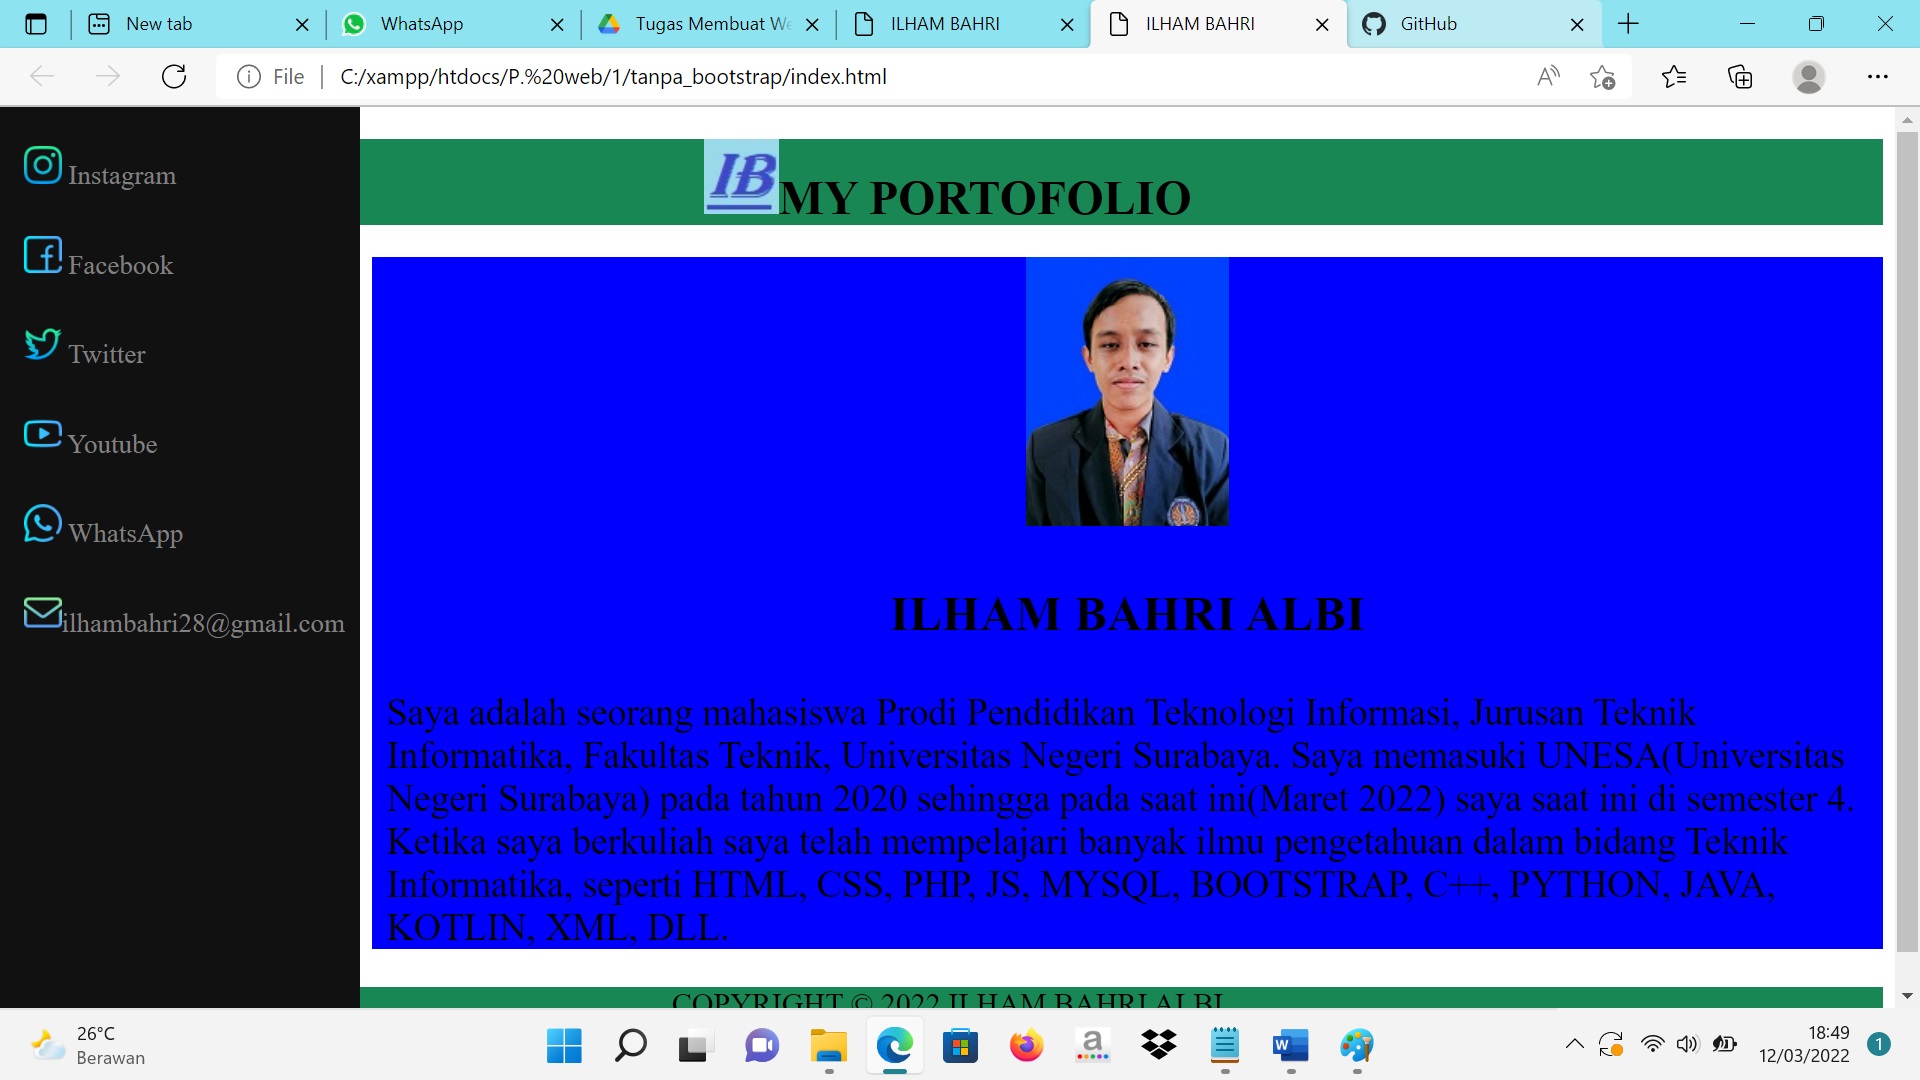 New tab
WhatsApp
Tugas Membuat We
ILHAM BAHRI
ILHAM BAHRI
GitHub
File
C:/xampp/htdocs/P.%20web/1/tanpa_bootstrap/index.html
Instagram
Facebook
Twitter
Youtube
WhatsApp
ilhambahri28@gmail.com
IB MY PORTOFOLIO
ILHAM BAHRI ALBI
Saya adalah seorang mahasiswa Prodi Pendidikan Teknologi Informasi, Jurusan Teknik
Informatika, Fakultas Teknik, Universitas Negeri Surabaya. Saya memasuki UNESA(Universitas
Negeri Surabaya) pada tahun 2020 sehingga pada saat ini(Maret 2022) saya saat ini di semester 4.
Ketika saya berkuliah saya telah mempelajari banyak ilmu pengetahuan dalam bidang Teknik
Informatika, seperti HTML, CSS, PHP, JS, MYSQL, BOOTSTRAP, C++, PYTHON, JAVA,
KOTLIN, XML, DLL.
COPYRIGHT © 2022 ILHAM BAHRI ALBI
26°C
Berawan
18:49
12/03/2022
1